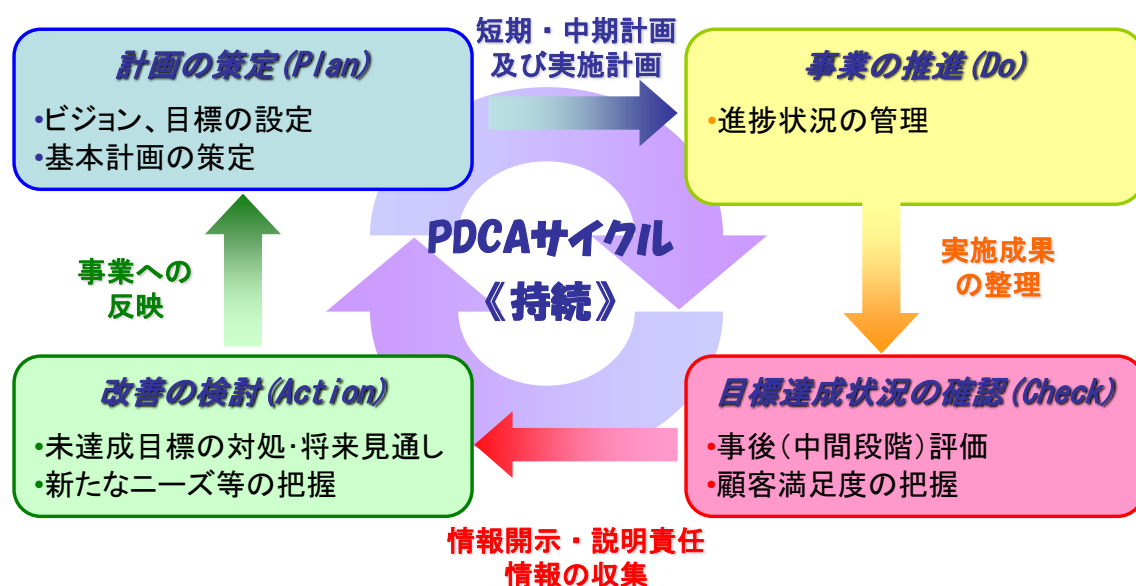 短期・中期計画
及び実施計画
計画の策定(Plan)
•ビジョン、目標の設定
•基本計画の策定
事業の推進(Do)
•進捗状況の管理
PDCAサイクル
《持続》
事業への
反映
実施成果
の整理
改善の検討(Action)
•未達成目標の対処･将来見通し
•新たなニーズ等の把握
目標達成状況の確認(Check)
•事後(中間段階)評価
•顧客満足度の把握
情報開示・説明責任
情報の収集